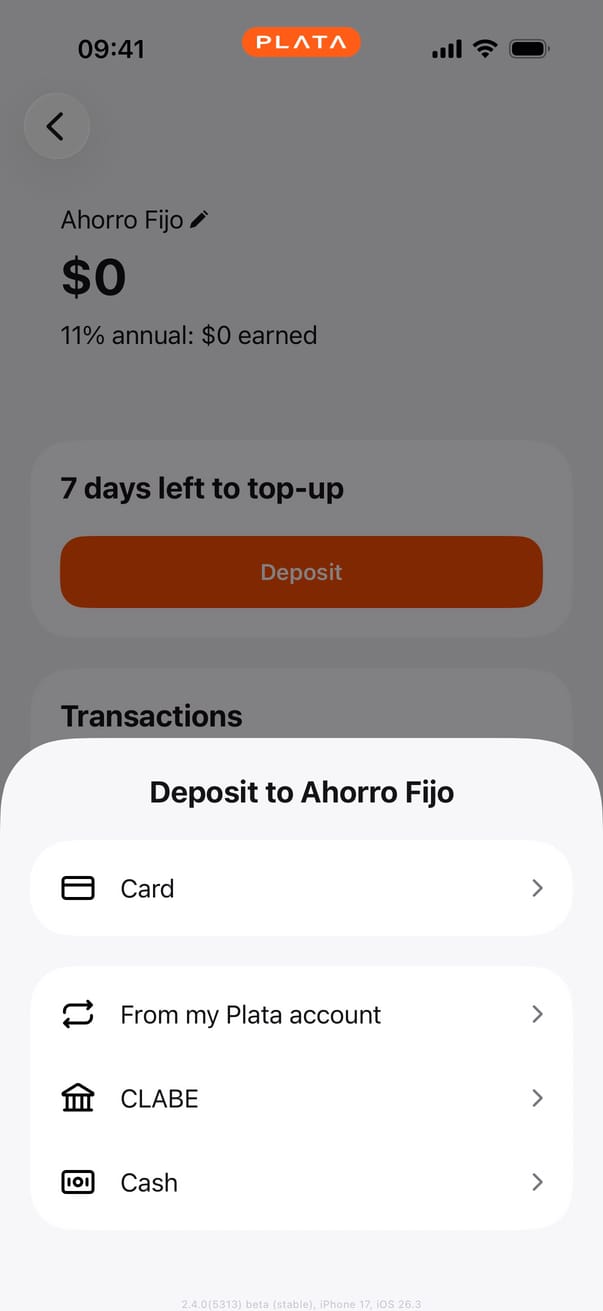 09:41
PLATA
Ahorro Fijo
$0
11% annual: $0 earned
7 days left to top-up
Deposit
Transactions
Deposit to Ahorro Fijo
Card
From my Plata account
CLABE
Cash
2.4.0(5313) beta (stable), iPhone 17, iOS 26.3